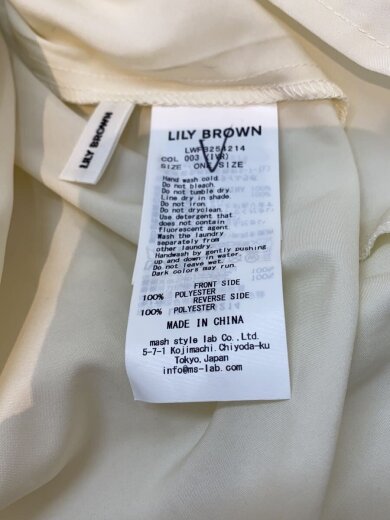 LILY BROWN
LILY BROWN
LWFB254214
COL 003 (IVR)
SIZE ONE SIZE
Hand wash cold.
Do not bleach.
Do not tumble dry.
Line dry in shade.
Do not iron.
Do not dryclean.
Use detergent that
does not contain
fluorescent agent.
Wash the laundry
separately from
other laundry.
Handwash by gently pushing
up and down in water.
Do not leave wet.
Dark colors may run.
FRONT SIDE
100% POLYESTER
REVERSE SIDE
100% POLYESTER
MADE IN CHINA
mash style lab Co., Ltd.
5-7-1 Kojimachi, Chiyoda-ku
Tokyo, Japan
info@ms-lab.com